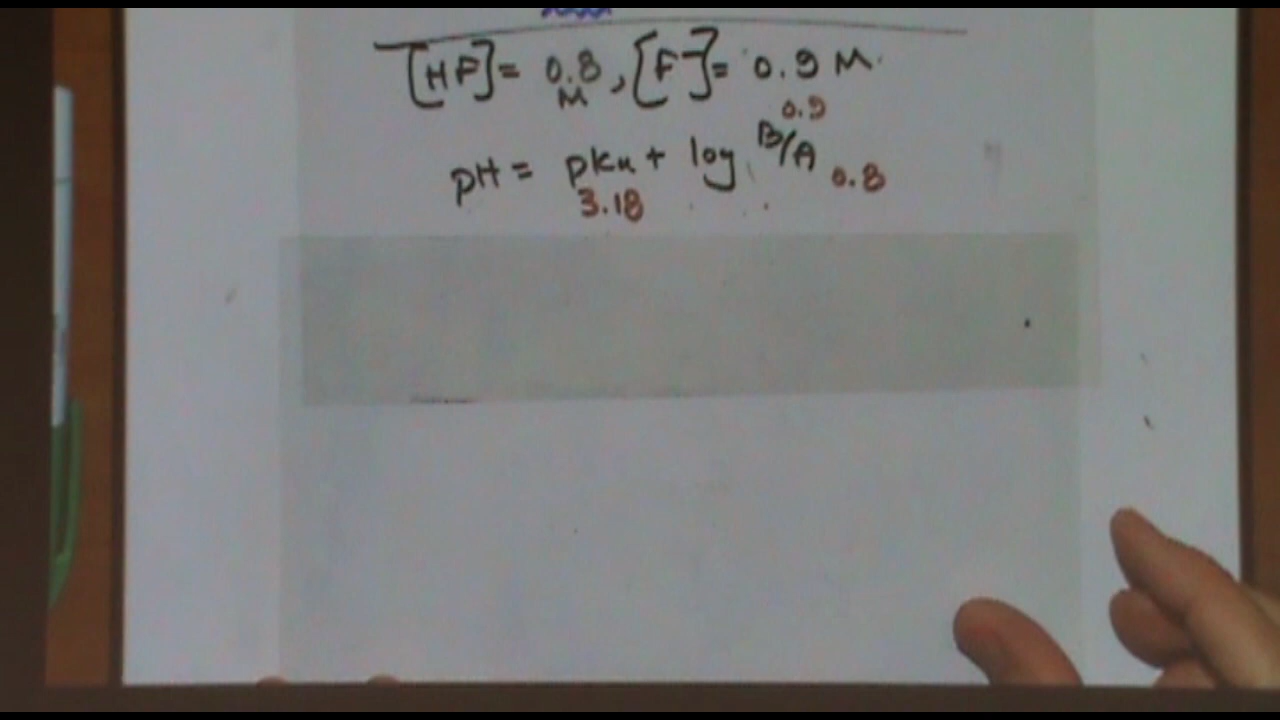 [HF] = 0.8 M, [F⁻] = 0.9 M
0.9
pH = pKa + log B/A
3.18 0.8